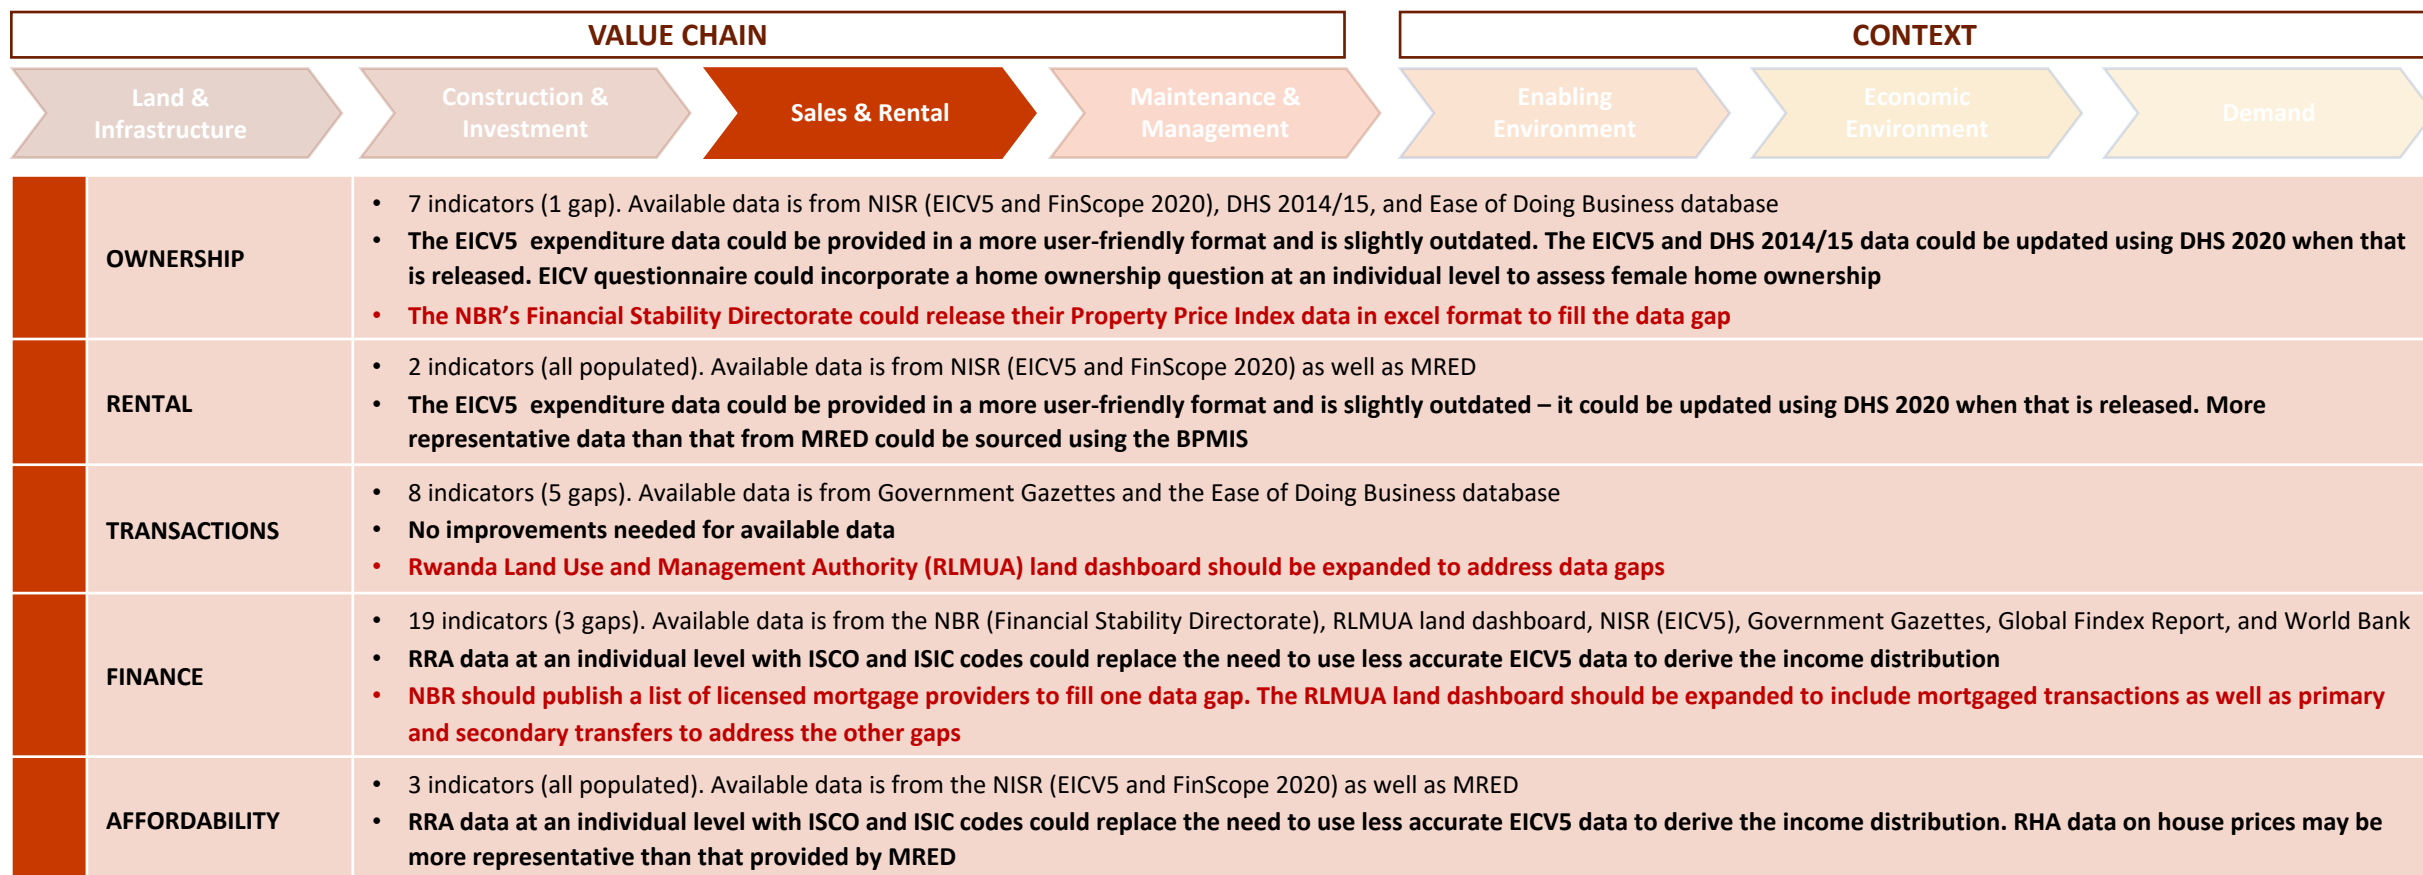 VALUE CHAIN
CONTEXT
Land &
Infrastructure
Construction &
Investment
Sales & Rental
Maintenance &
Management
Enabling
Environment
Economic
Environment
Demand
OWNERSHIP
• 7 indicators (1 gap). Available data is from NISR (EICV5 and FinScope 2020), DHS 2014/15, and Ease of Doing Business database
• The EICV5 expenditure data could be provided in a more user-friendly format and is slightly outdated. The EICV5 and DHS 2014/15 data could be updated using DHS 2020 when that
is released. EICV questionnaire could incorporate a home ownership question at an individual level to assess female home ownership
• The NBR’s Financial Stability Directorate could release their Property Price Index data in excel format to fill the data gap
RENTAL
• 2 indicators (all populated). Available data is from NISR (EICV5 and FinScope 2020) as well as MRED
• The EICV5 expenditure data could be provided in a more user-friendly format and is slightly outdated – it could be updated using DHS 2020 when that is released. More
representative data than that from MRED could be sourced using the BPMIS
TRANSACTIONS
• 8 indicators (5 gaps). Available data is from Government Gazettes and the Ease of Doing Business database
• No improvements needed for available data
• Rwanda Land Use and Management Authority (RLMUA) land dashboard should be expanded to address data gaps
FINANCE
• 19 indicators (3 gaps). Available data is from the NBR (Financial Stability Directorate), RLMUA land dashboard, NISR (EICV5), Government Gazettes, Global Findex Report, and World Bank
• RRA data at an individual level with ISCO and ISIC codes could replace the need to use less accurate EICV5 data to derive the income distribution
• NBR should publish a list of licensed mortgage providers to fill one data gap. The RLMUA land dashboard should be expanded to include mortgaged transactions as well as primary
and secondary transfers to address the other gaps
AFFORDABILITY
• 3 indicators (all populated). Available data is from the NISR (EICV5 and FinScope 2020) as well as MRED
• RRA data at an individual level with ISCO and ISIC codes could replace the need to use less accurate EICV5 data to derive the income distribution. RHA data on house prices may be
more representative than that provided by MRED